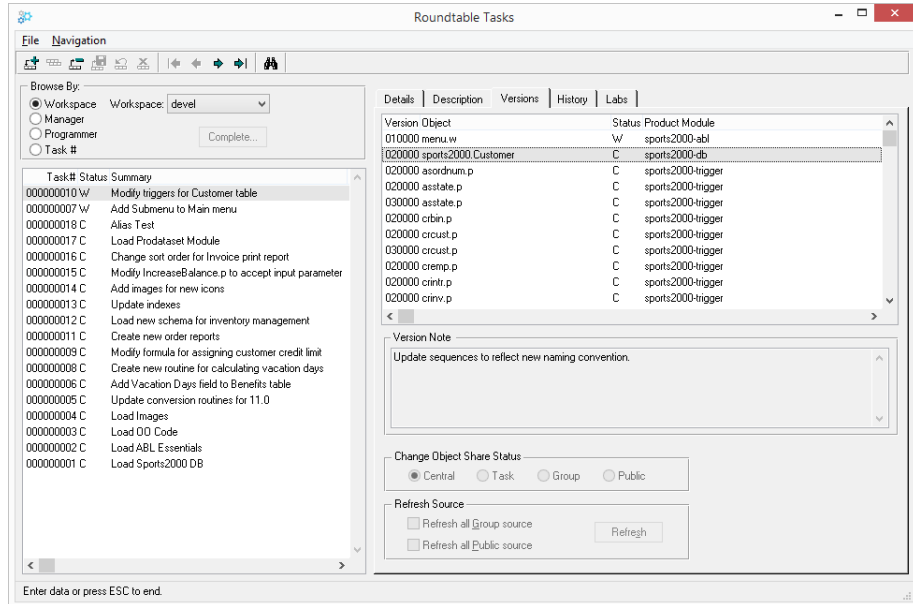 Roundtable Tasks
File Navigation
Browse By:
Workspace Workspace: devel
Manager
Programmer Complete...
Task #
Task# Status Summary
000000010 W Modify triggers for Customer table
000000007 W Add Submenu to Main menu
000000018 C Alias Test
000000017 C Load Prodataset Module
000000016 C Change sort order for Invoice print report
000000015 C Modify IncreaseBalance.p to accept input parameter
000000014 C Add images for new icons
000000013 C Update indexes
000000012 C Load new schema for inventory management
000000011 C Create new order reports
000000009 C Modify formula for assigning customer credit limit
000000008 C Create new routine for calculating vacation days
000000006 C Add Vacation Days field to Benefits table
000000005 C Update conversion routines for 11.0
000000004 C Load Images
000000003 C Load OO Code
000000002 C Load ABL Essentials
000000001 C Load Sports2000 DB
Details Description Versions History Labs
Version Object Status Product Module
010000 menu.w W sports2000-abl
020000 sports2000.Customer C sports2000-db
020000 asordnum.p C sports2000-trigger
020000 asstate.p C sports2000-trigger
030000 asstate.p C sports2000-trigger
020000 crbin.p C sports2000-trigger
020000 crcust.p C sports2000-trigger
030000 crcust.p C sports2000-trigger
020000 cremp.p C sports2000-trigger
020000 crintr.p C sports2000-trigger
020000 crinv.p C sports2000-trigger
Version Note
Update sequences to reflect new naming convention.
Change Object Share Status
Central Task Group Public
Refresh Source
Refresh all Group source
Refresh all Public source
Refresh
Enter data or press ESC to end.